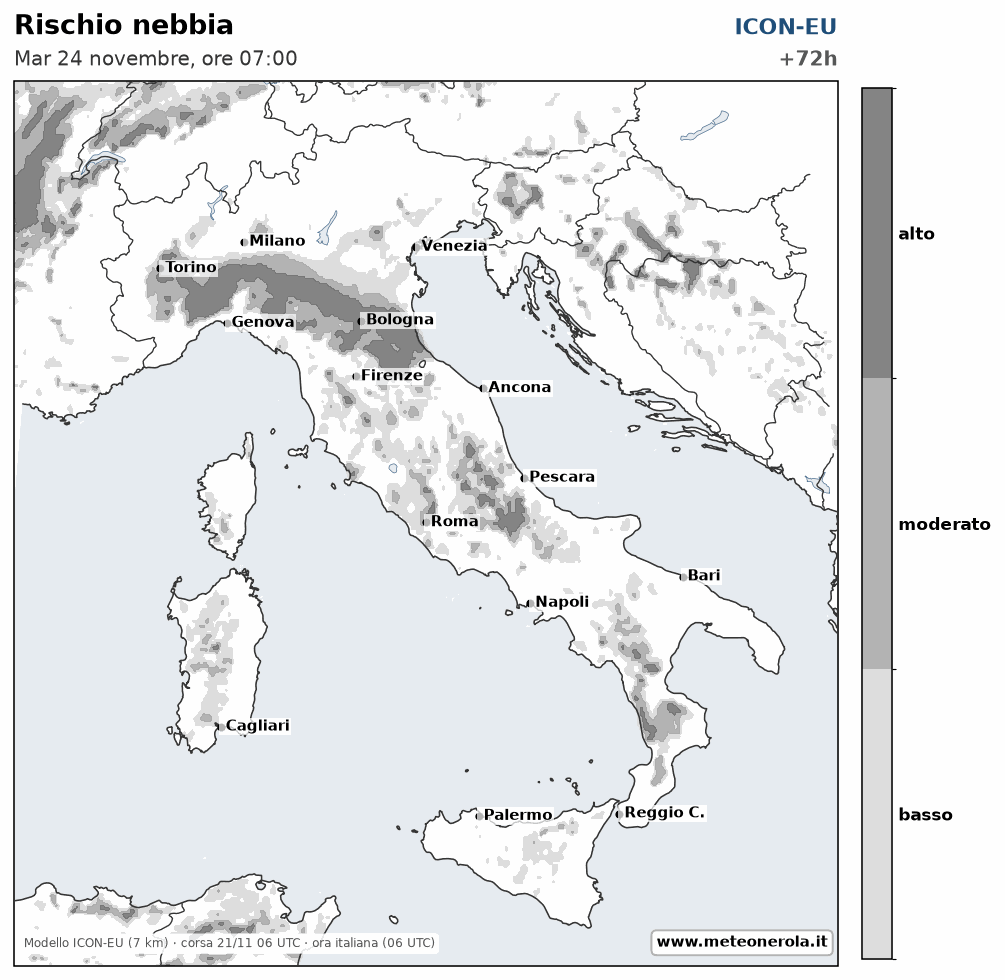 Rischio nebbia
ICON-EU
Mar 24 novembre, ore 07:00
+72h
alto
Milano
Venezia
Torino
Bologna
Genova
Firenze
Ancona
Pescara
Roma
moderato
Bari
Napoli
Cagliari
Palermo
Reggio C.
basso
Modello ICON-EU (7 km) · corsa 21/11 06 UTC · ora italiana (06 UTC)
www.meteonerola.it